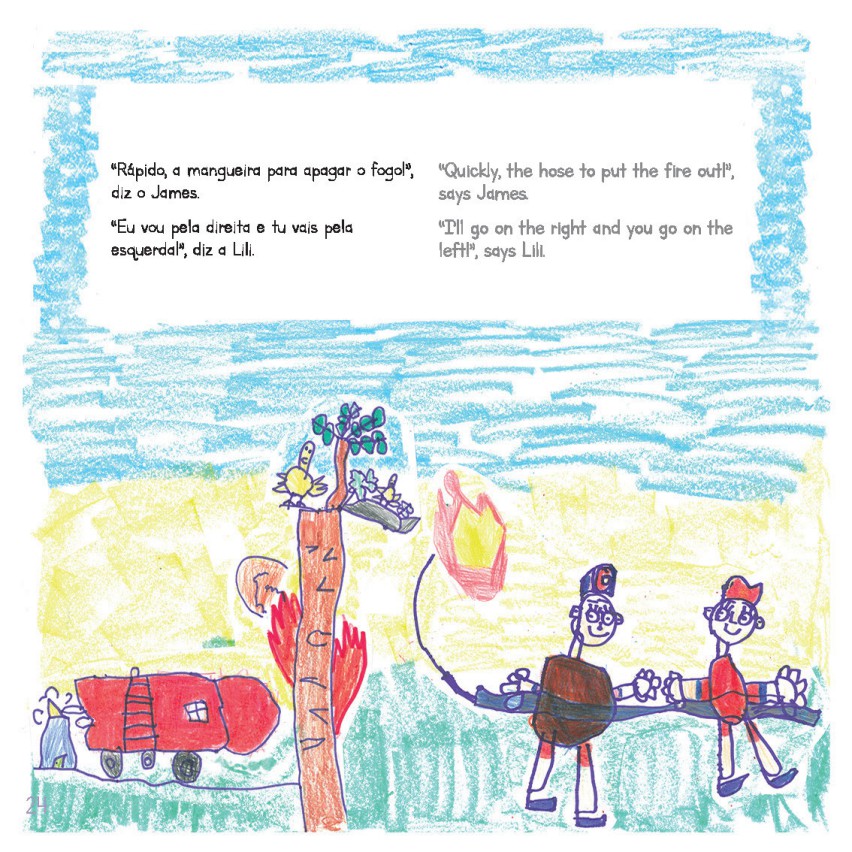 “Rápido, a mangueira para apagar o fogo!”,
diz o James.
“Eu vou pela direita e tu vais pela
esquerda!”, diz a Lili.
“Quickly, the hose to put the fire out!”,
says James.
“I’ll go on the right and you go on the
left!”, says Lili.
24